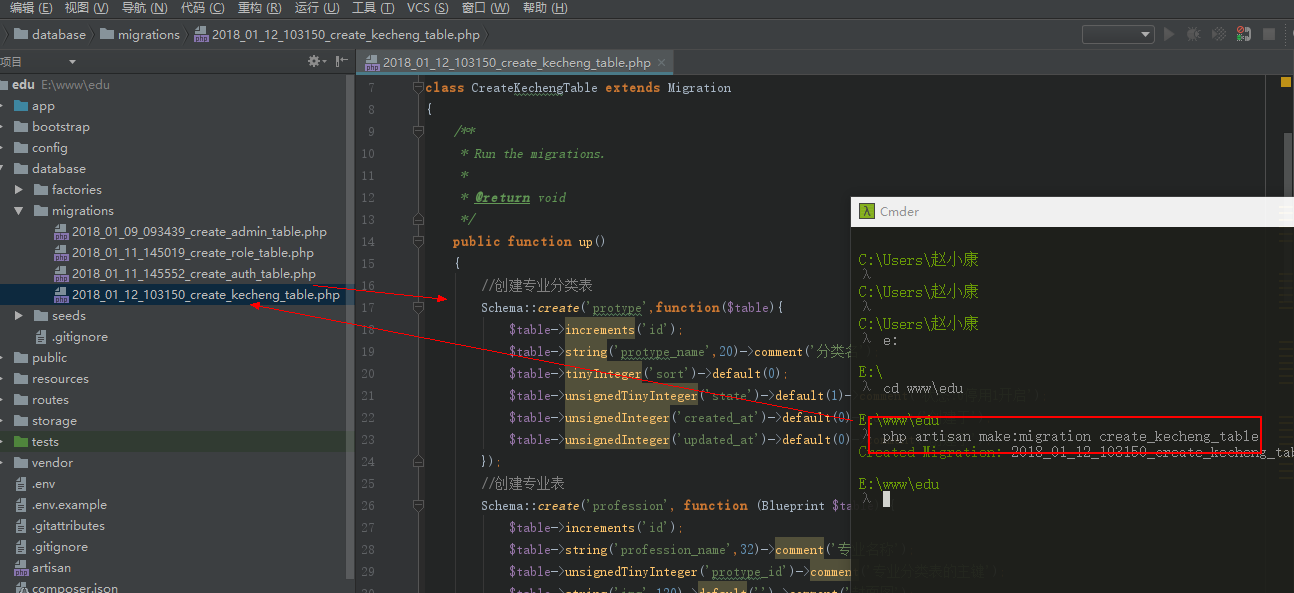 编辑 (E) 视图 (V) 导航 (N) 代码 (C) 重构 (R) 运行 (U) 工具 (T) VCS (S) 窗口 (W) 帮助 (H)
database migrations 2018_01_12_103150_create_kecheng_table.php
项目
2018_01_12_103150_create_kecheng_table.php
edu E:\www\edu
app
bootstrap
config
database
factories
migrations
2018_01_09_093439_create_admin_table.php
2018_01_11_145019_create_role_table.php
2018_01_11_145552_create_auth_table.php
2018_01_12_103150_create_kecheng_table.php
seeds
.gitignore
public
resources
routes
storage
tests
vendor
.env
.env.example
.gitattributes
.gitignore
artisan
composer.json
7 class CreateKechengTable extends Migration
8 {
9 /**
10 * Run the migrations.
11 *
12 * @return void
13 */
14 public function up()
15 {
16 //创建专业分类表
17 Schema::create('protype',function($table){
18 $table->increments('id');
19 $table->string('protype_name',20)->comment('分类名
20 $table->tinyInteger('sort')->default(0);
21 $table->unsignedTinyInteger('state')->default(1)->
22 $table->unsignedInteger('created_at')->default(0)
23 $table->unsignedInteger('updated_at')->default(0)
24 });
25 //创建专业表
26 Schema::create('profession', function (Blueprint $ta
27 $table->increments('id');
28 $table->string('profession_name',32)->comment('专
29 $table->unsignedTinyInteger('protype_id')->comment('专业分类表的主键')
Cmder
C:\Users\赵小康
λ
C:\Users\赵小康
λ
C:\Users\赵小康
λ e:
E:\
λ cd www\edu
E:\www\edu
λ php artisan make:migration create_kecheng_table
Created Migration: 2018_01_12_103150_create_kecheng_tab
E:\www\edu
λ